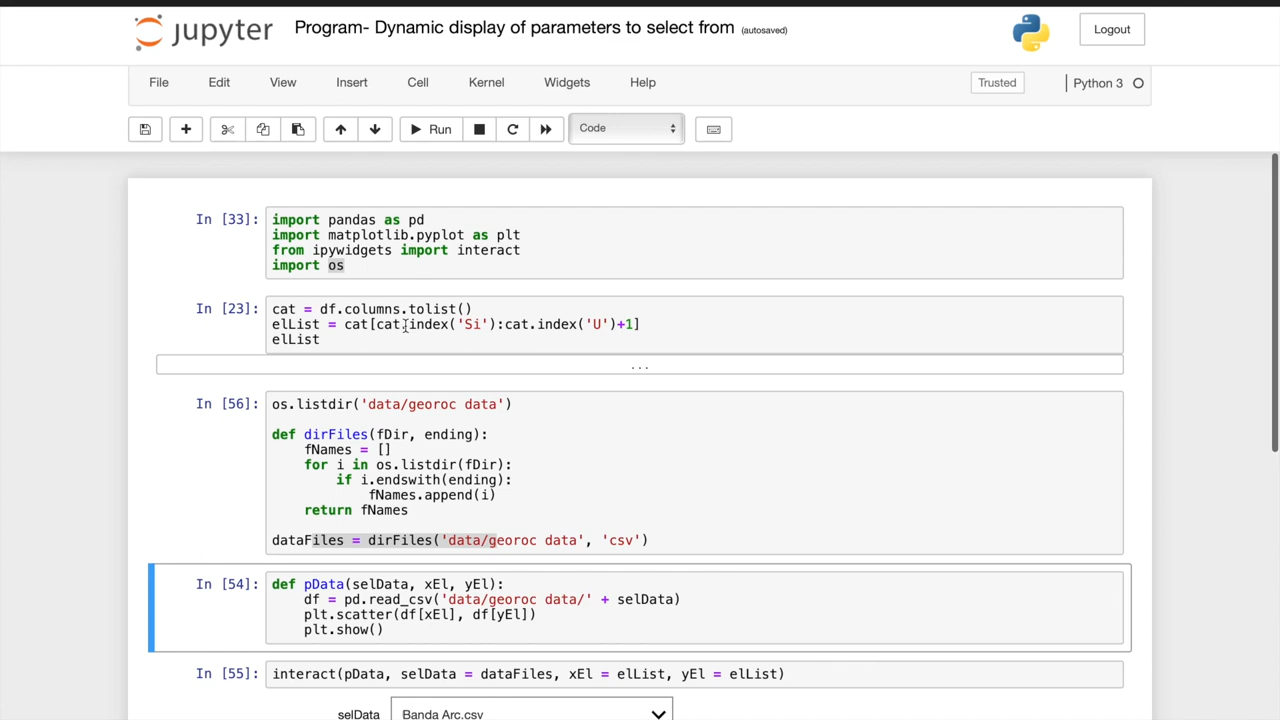 jupyter Program- Dynamic display of parameters to select from (autosaved) Logout
File Edit View Insert Cell Kernel Widgets Help Trusted Python 3
Run Code
In [33]: import pandas as pd
import matplotlib.pyplot as plt
from ipywidgets import interact
import os
In [23]: cat = df.columns.tolist()
elList = cat[cat.index('Si'):cat.index('U')+1]
elList
...
In [56]: os.listdir('data/georoc data')
def dirFiles(fDir, ending):
fNames = []
for i in os.listdir(fDir):
if i.endswith(ending):
fNames.append(i)
return fNames
dataFiles = dirFiles('data/georoc data', 'csv')
In [54]: def pData(selData, xEl, yEl):
df = pd.read_csv('data/georoc data/' + selData)
plt.scatter(df[xEl], df[yEl])
plt.show()
In [55]: interact(pData, selData = dataFiles, xEl = elList, yEl = elList)
selData Banda Arc.csv